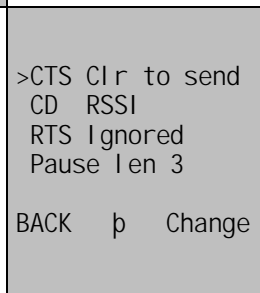 >CTS Clr to send
CD RSSI
RTS Ignored
Pause len 3
BACK þ Change